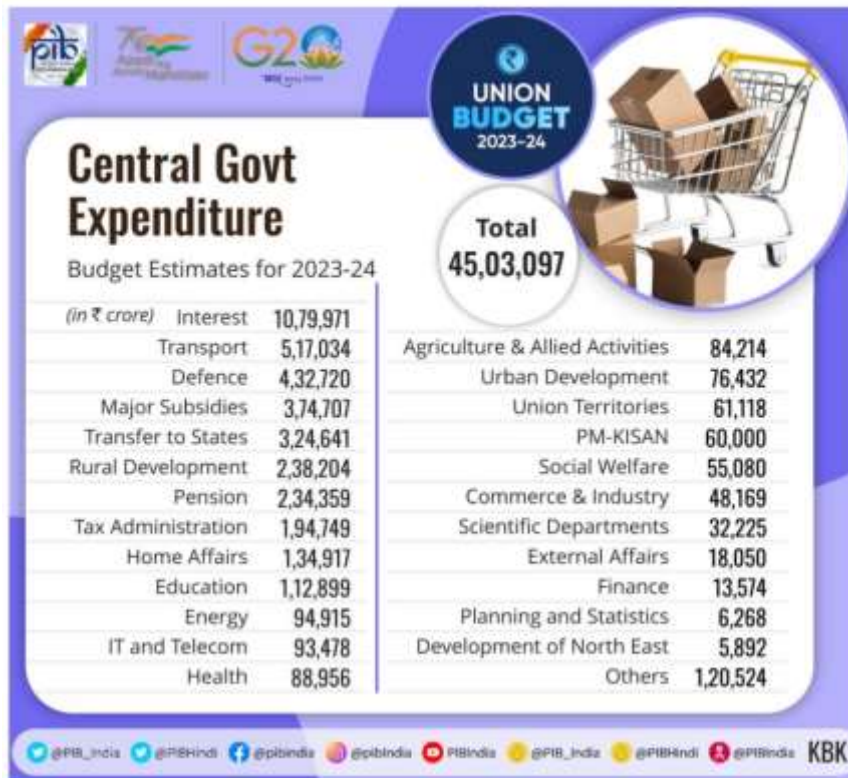 pib
G20
UNION
BUDGET
2023-24
Central Govt
Expenditure
Total
45,03,097
Budget Estimates for 2023-24
(in ₹ crore) Interest 10,79,971
Transport 5,17,034
Defence 4,32,720
Major Subsidies 3,74,707
Transfer to States 3,24,641
Rural Development 2,38,204
Pension 2,34,359
Tax Administration 1,94,749
Home Affairs 1,34,917
Education 1,12,899
Energy 94,915
IT and Telecom 93,478
Health 88,956
Agriculture & Allied Activities 84,214
Urban Development 76,432
Union Territories 61,118
PM-KISAN 60,000
Social Welfare 55,080
Commerce & Industry 48,169
Scientific Departments 32,225
External Affairs 18,050
Finance 13,574
Planning and Statistics 6,268
Development of North East 5,892
Others 1,20,524
@PIB_India @PIBHindi @pibindia @pibindia PIBIndia @PIB_India @PIBHindi @PIBIndia KBK